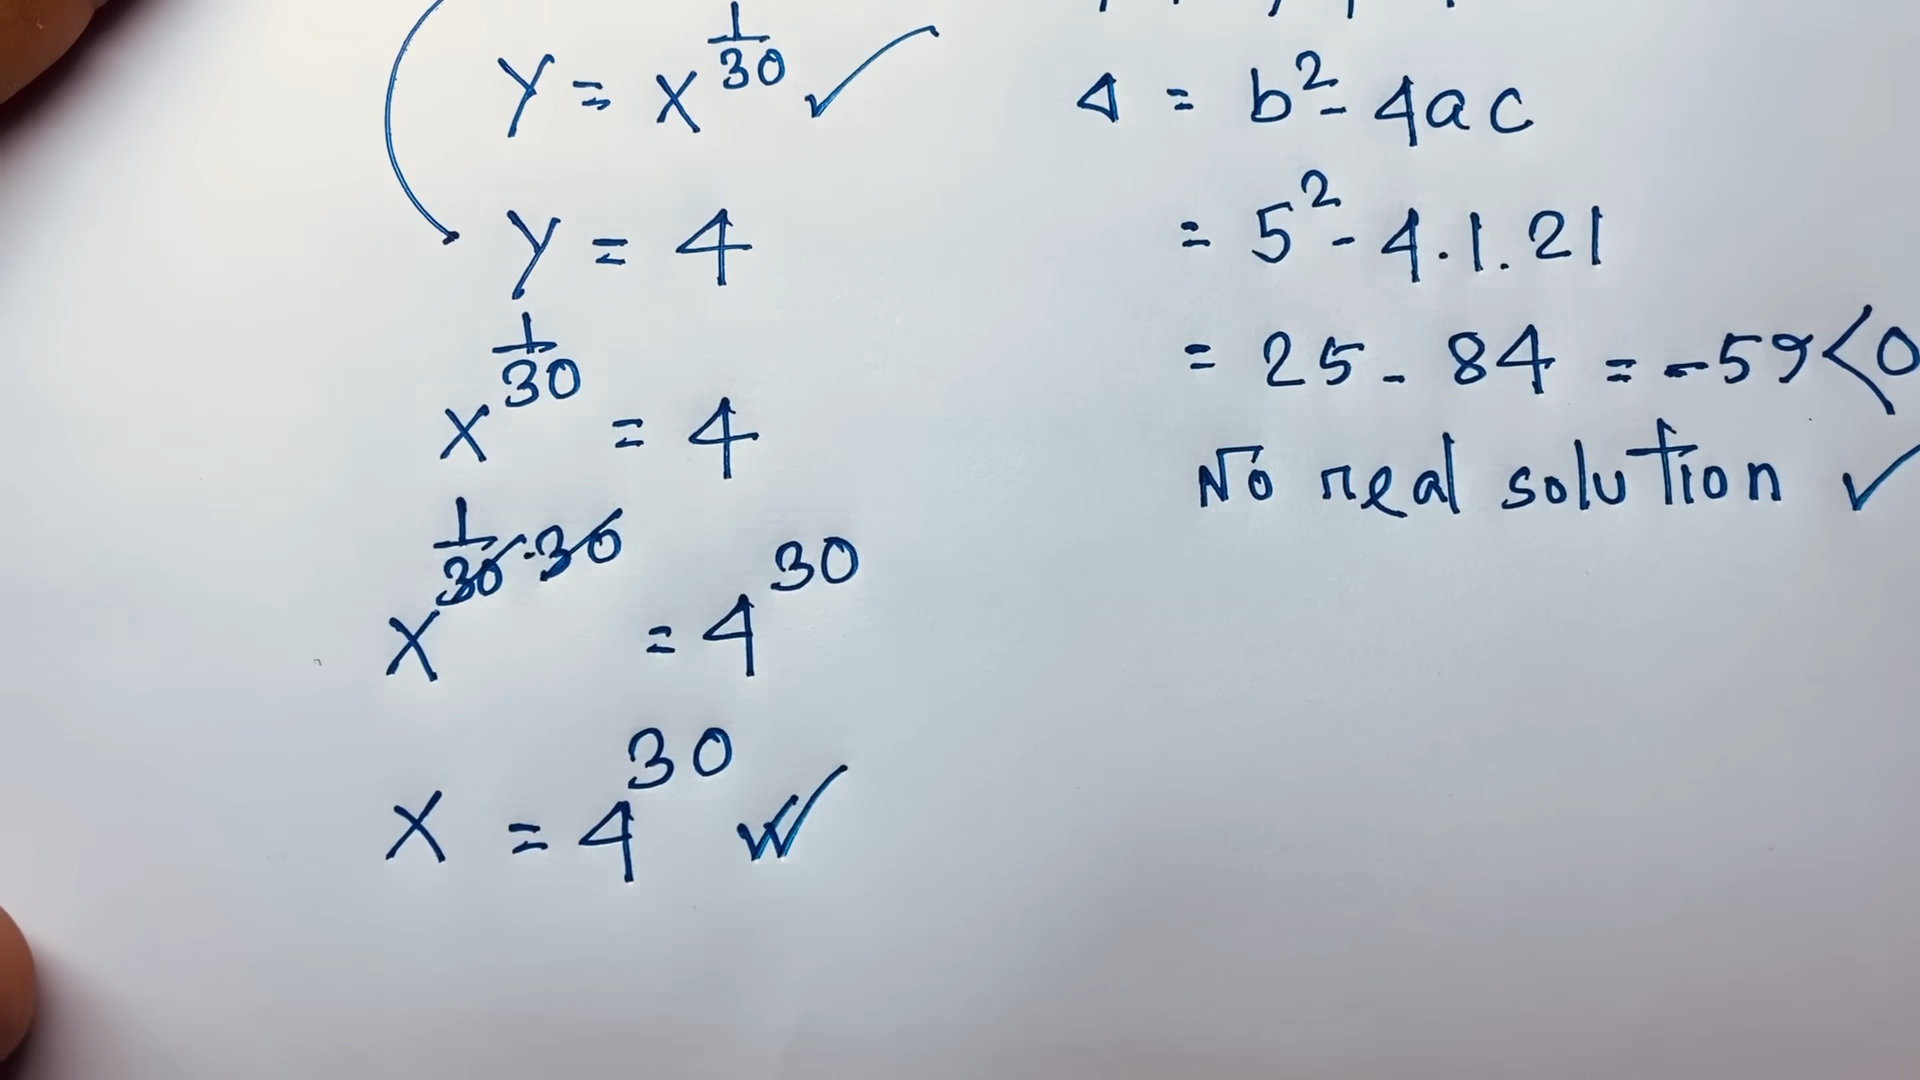 y = x^(1/30) ✓
y = 4
x^(1/30) = 4
x^(1/30 · 30) = 4^30
x = 4^30 ✓
Δ = b² - 4ac
= 5² - 4.1.21
= 25 - 84 = -59 < 0
No real solution ✓